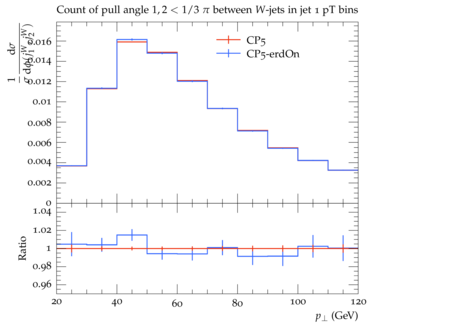 Count of pull angle 1, 2 < 1/3 π between W-jets in jet 1 pT bins
CP5
CP5-erdOn
0.016
0.014
0.012
0.01
0.008
0.006
0.004
0.002
0
1.04
1.02
1
0.98
0.96
Ratio
20 40 60 80 100 120
p⊥ (GeV)